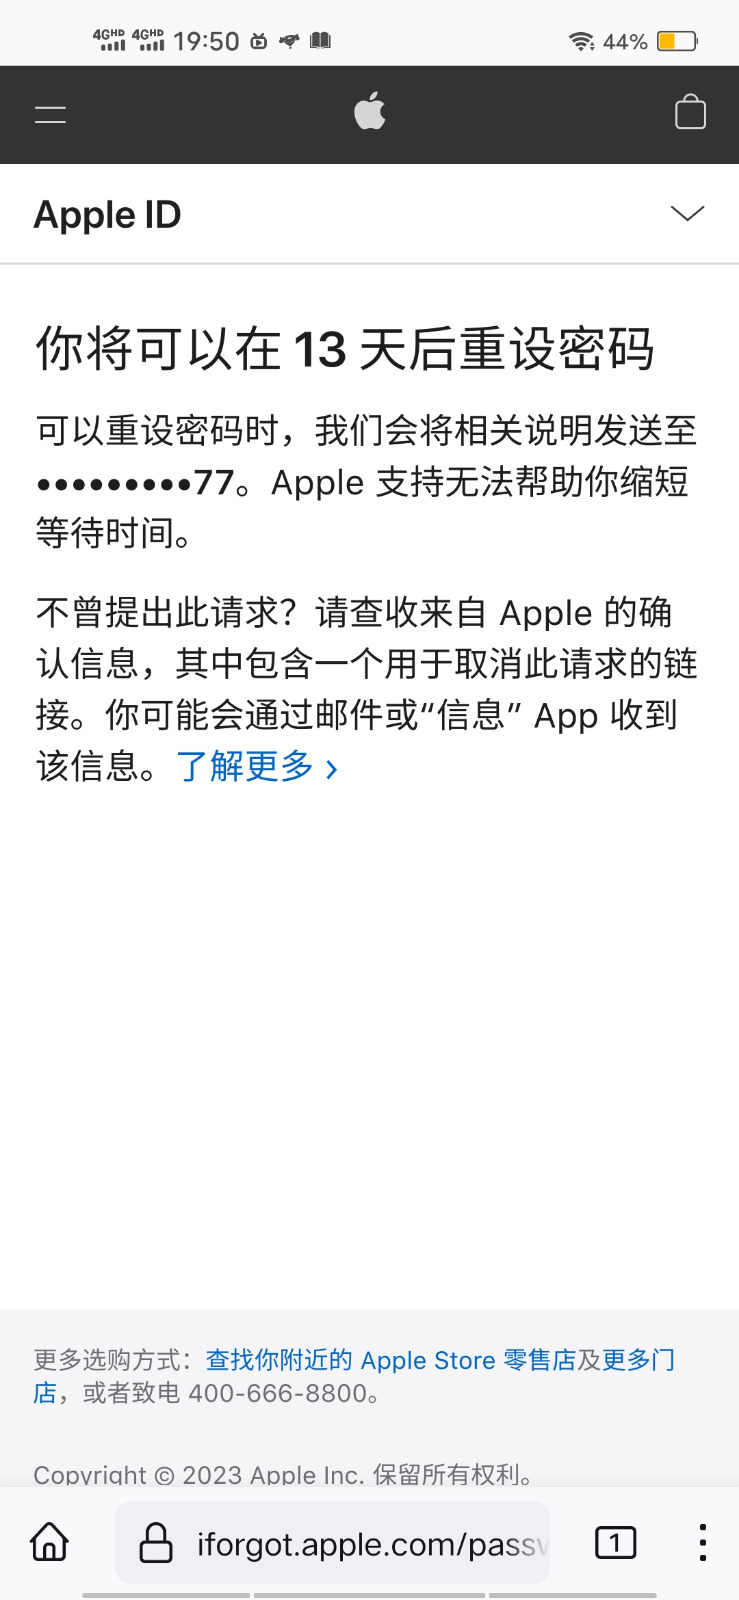 4GHD 4GHD 19:50 44%
Apple ID
你将可以在 13 天后重设密码
可以重设密码时，我们会将相关说明发送至
•••••••••77。Apple 支持无法帮助你缩短
等待时间。
不曾提出此请求？请查收来自 Apple 的确
认信息，其中包含一个用于取消此请求的链
接。你可能会通过邮件或“信息” App 收到
该信息。了解更多 ›
更多选购方式：查找你附近的 Apple Store 零售店及更多门
店，或者致电 400-666-8800。
Copyright © 2023 Apple Inc. 保留所有权利。
iforgot.apple.com/passw
1